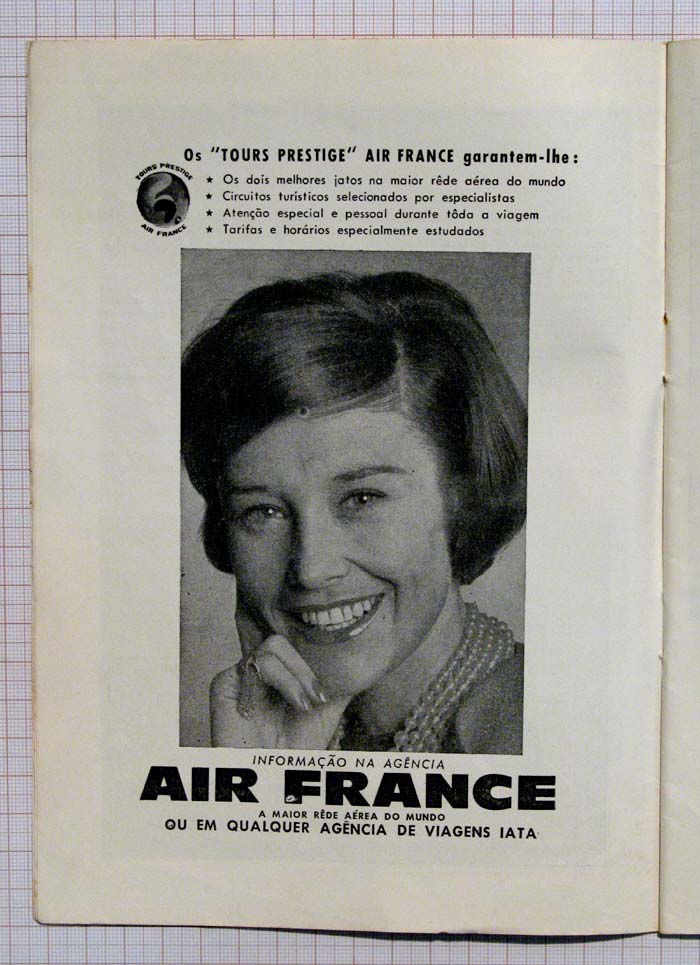 Os "TOURS PRESTIGE" AIR FRANCE garantem-lhe:
TOURS PRESTIGE
AIR FRANCE
★ Os dois melhores jatos na maior rêde aérea do mundo
★ Circuitos turísticos selecionados por especialistas
★ Atenção especial e pessoal durante tôda a viagem
★ Tarifas e horários especialmente estudados
INFORMAÇÃO NA AGÊNCIA
AIR FRANCE
A MAIOR RÊDE AÉREA DO MUNDO
OU EM QUALQUER AGÊNCIA DE VIAGENS IATA